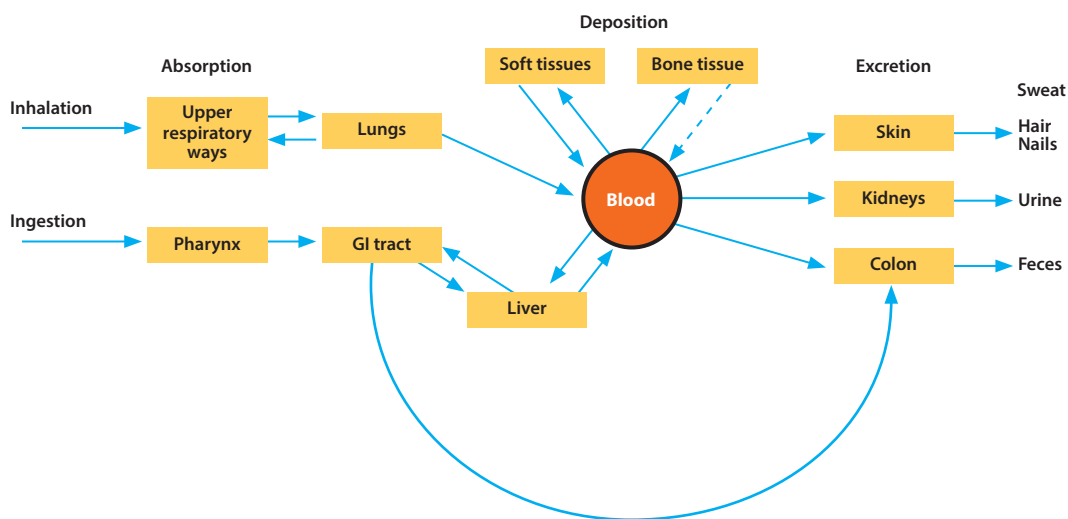 Deposition
Absorption
Soft tissues
Bone tissue
Excretion
Inhalation
Upper
respiratory
ways
Lungs
Skin
Sweat
Hair
Nails
Blood
Kidneys
Urine
Ingestion
Pharynx
GI tract
Liver
Colon
Feces